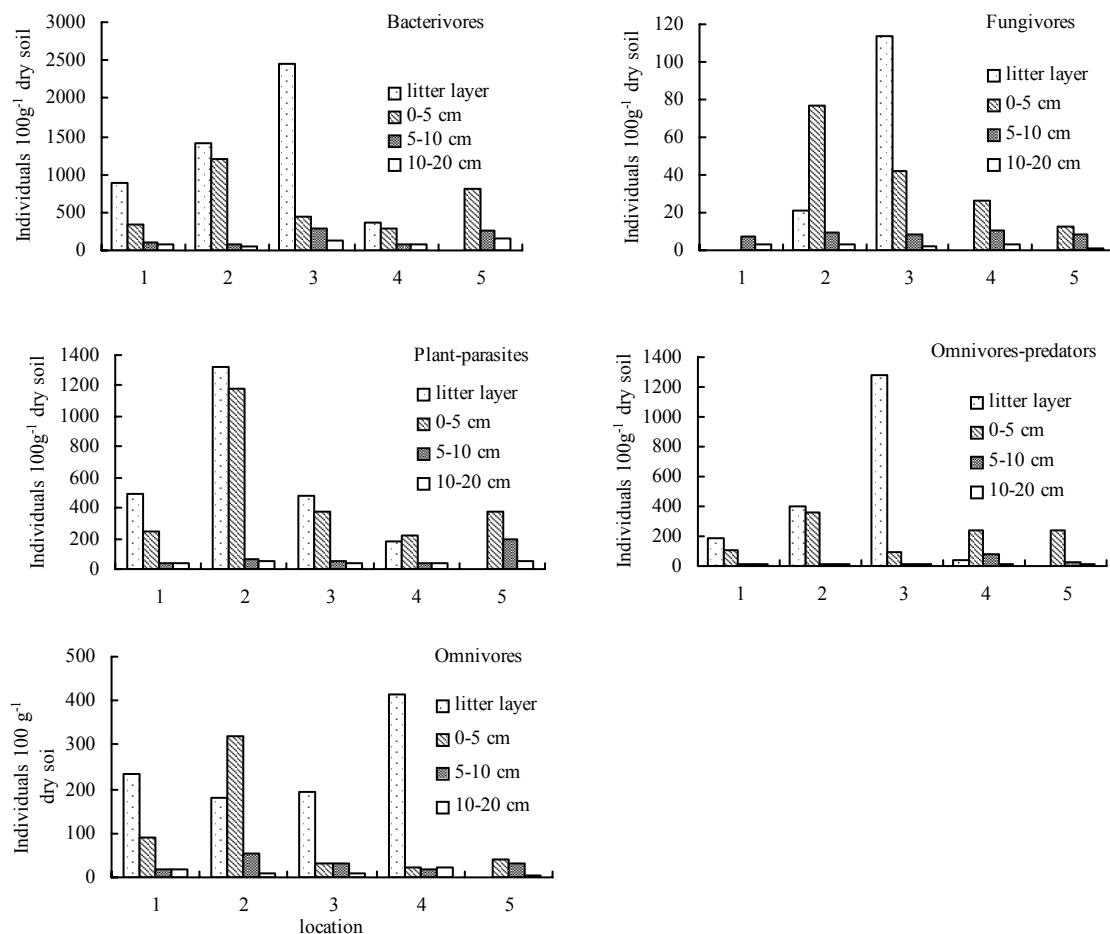 Bacterivores
Individuals 100g-1 dry soil
3000
2500
2000
1500
1000
500
0
litter layer
0-5 cm
5-10 cm
10-20 cm
1 2 3 4 5
Fungivores
Individuals 100g-1 dry soil
120
100
80
60
40
20
0
litter layer
0-5 cm
5-10 cm
10-20 cm
1 2 3 4 5
Plant-parasites
Individuals 100g-1 dry soil
1400
1200
1000
800
600
400
200
0
litter layer
0-5 cm
5-10 cm
10-20 cm
1 2 3 4 5
Omnivores-predators
Individuals 100g-1 dry soil
1400
1200
1000
800
600
400
200
0
litter layer
0-5 cm
5-10 cm
10-20 cm
1 2 3 4 5
Omnivores
Individuals 100 g-1
dry soi
500
400
300
200
100
0
litter layer
0-5 cm
5-10 cm
10-20 cm
1 2 3 4 5
location